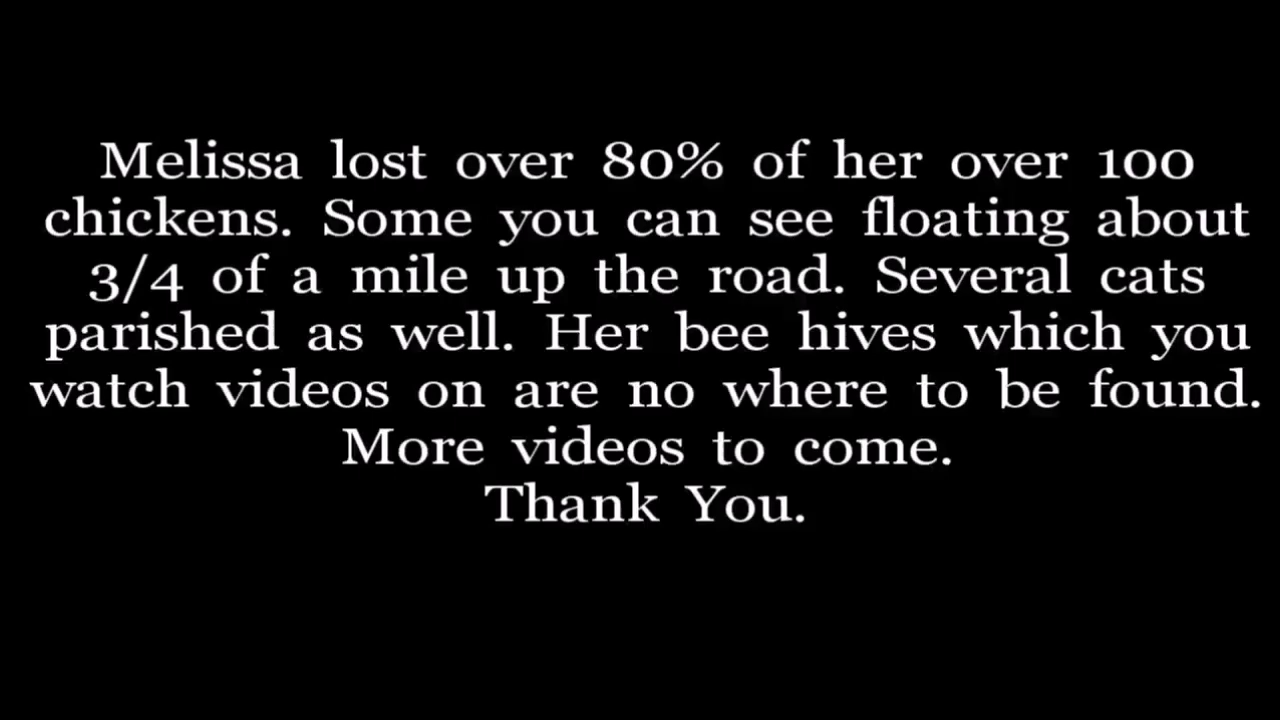 Melissa lost over 80% of her over 100
chickens. Some you can see floating about
3/4 of a mile up the road. Several cats
parished as well. Her bee hives which you
watch videos on are no where to be found.
More videos to come.
Thank You.